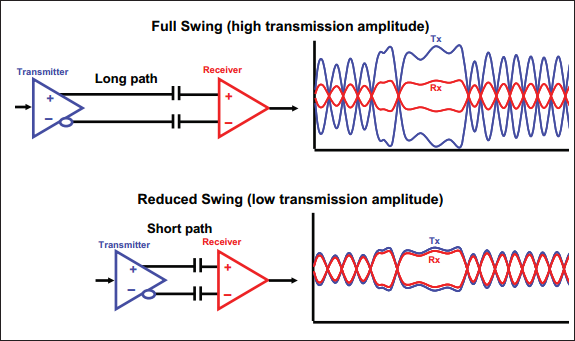 Full Swing (high transmission amplitude)
Tx
Transmitter
Long path
Receiver
+
−
+
−
Rx
Reduced Swing (low transmission amplitude)
Short path
Transmitter
Receiver
Tx
Rx
+
−
+
−